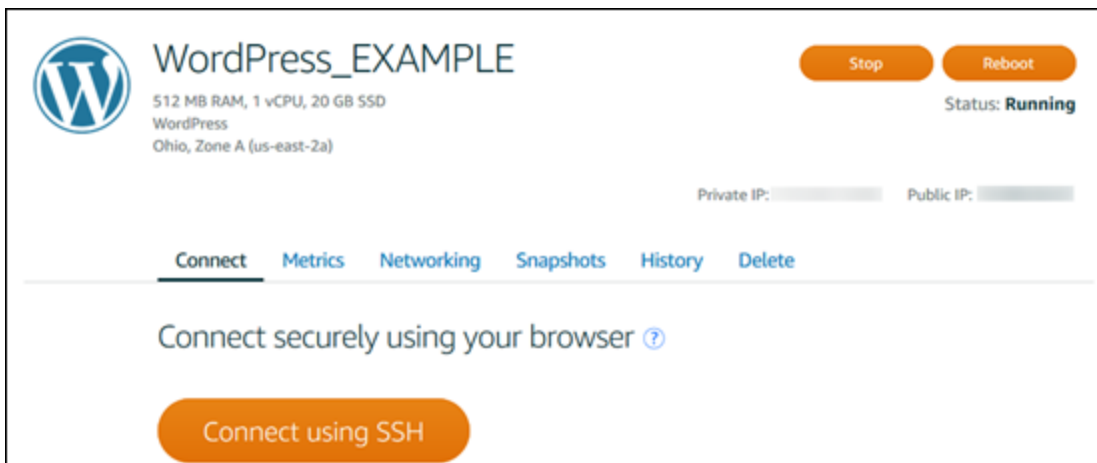 WordPress_EXAMPLE
512 MB RAM, 1 vCPU, 20 GB SSD
WordPress
Ohio, Zone A (us-east-2a)
Stop Reboot
Status: Running
Private IP: Public IP:
Connect Metrics Networking Snapshots History Delete
Connect securely using your browser ?
Connect using SSH